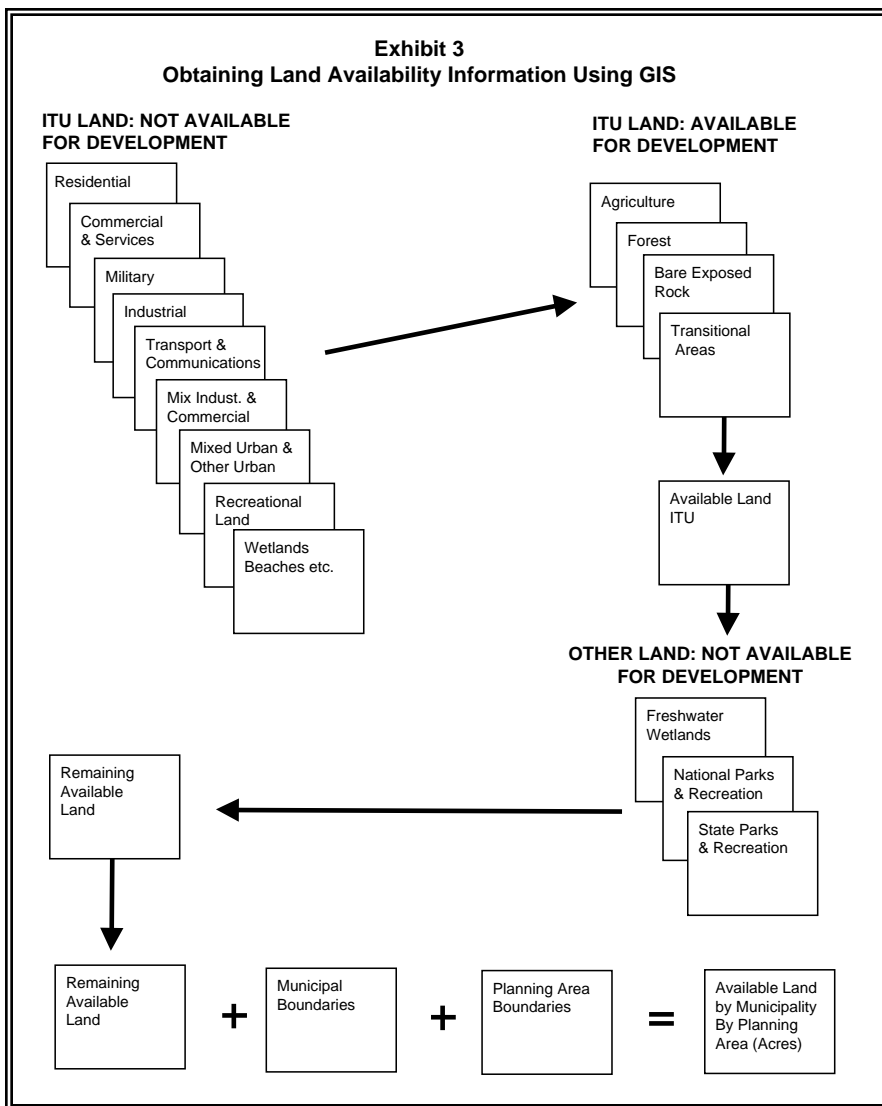 Exhibit 3
Obtaining Land Availability Information Using GIS
ITU LAND: NOT AVAILABLE
FOR DEVELOPMENT
Residential
Commercial
& Services
Military
Industrial
Transport &
Communications
Mix Indust. &
Commercial
Mixed Urban &
Other Urban
Recreational
Land
Wetlands
Beaches etc.
ITU LAND: AVAILABLE
FOR DEVELOPMENT
Agriculture
Forest
Bare Exposed
Rock
Transitional
Areas
Available Land
ITU
OTHER LAND: NOT AVAILABLE
FOR DEVELOPMENT
Freshwater
Wetlands
National Parks
& Recreation
State Parks
& Recreation
Remaining
Available
Land
Remaining
Available
Land
+
Municipal
Boundaries
+
Planning Area
Boundaries
=
Available Land
by Municipality
By Planning
Area (Acres)